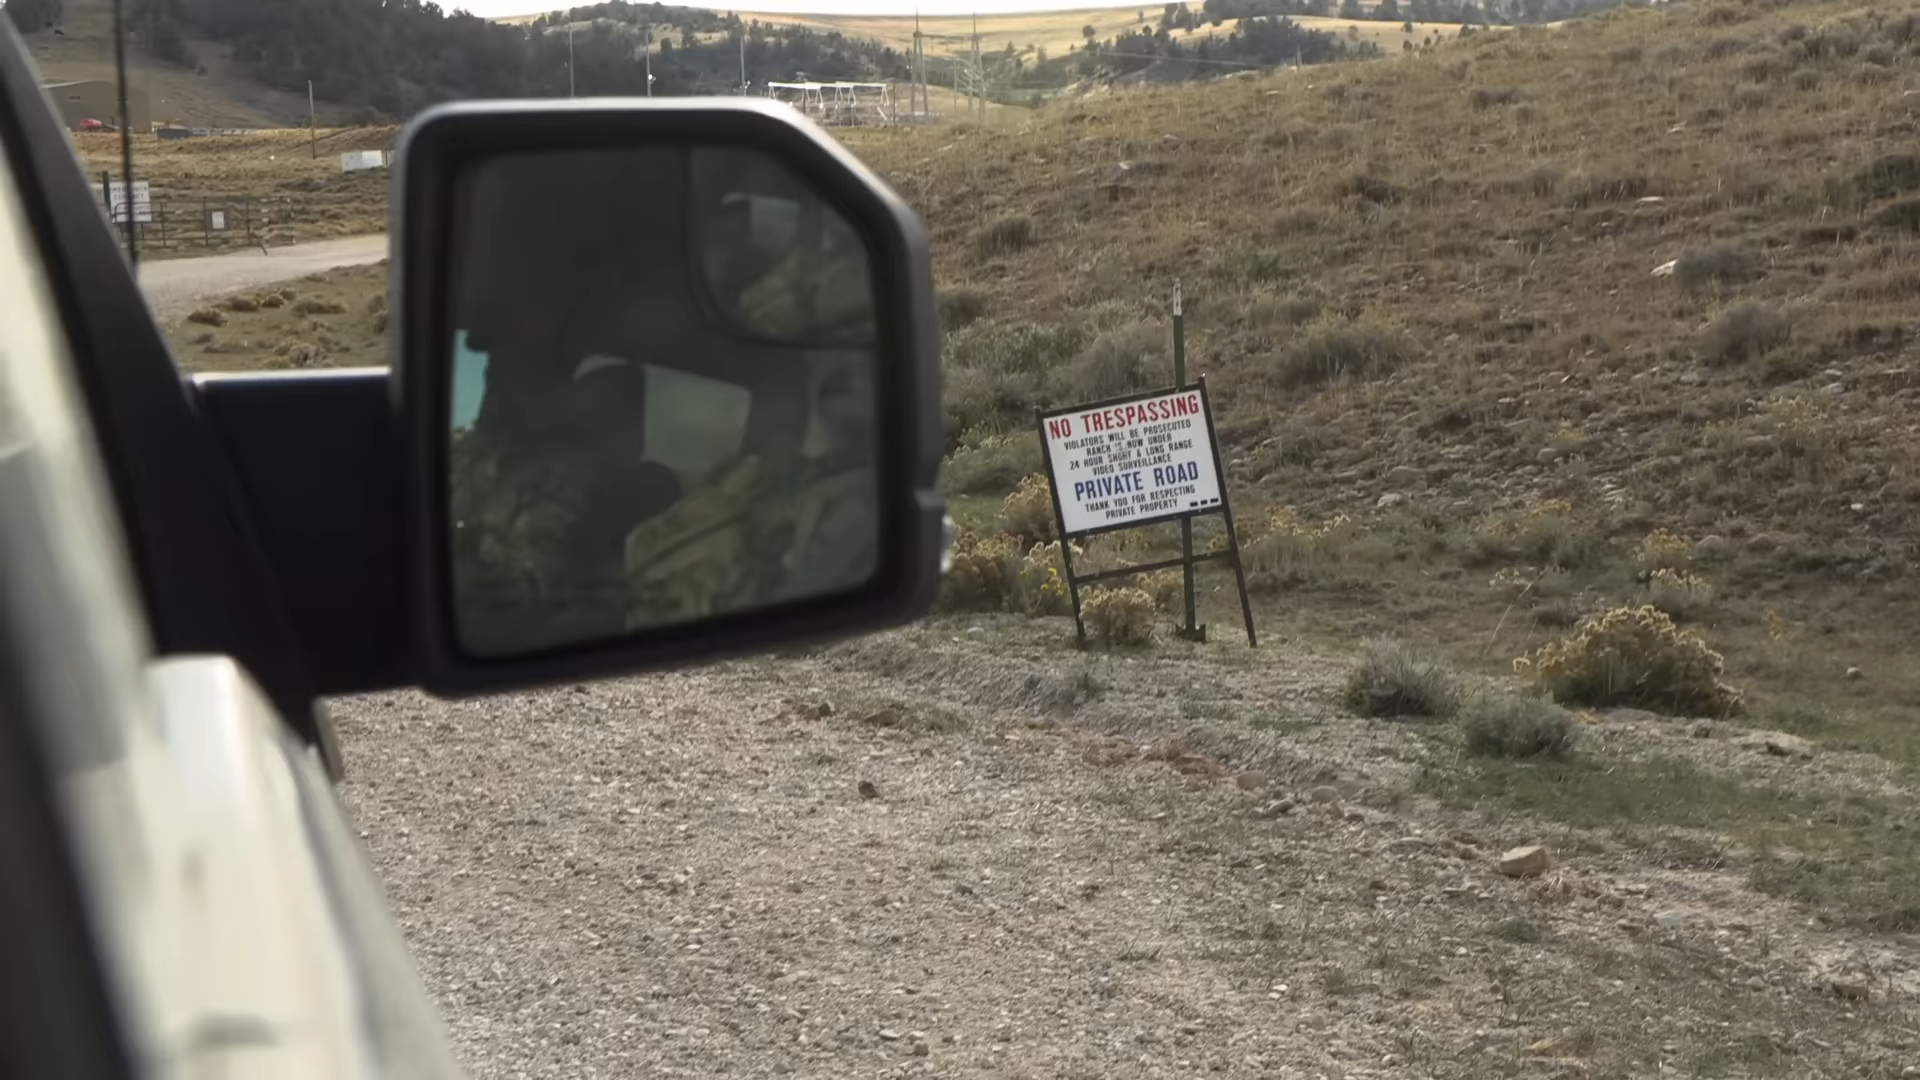 NO TRESPASSING
VIOLATORS WILL BE PROSECUTED
RANCH IS NOW UNDER
24 HOUR SHORT & LONG RANGE
VIDEO SURVEILLANCE
PRIVATE ROAD
THANK YOU FOR RESPECTING
PRIVATE PROPERTY